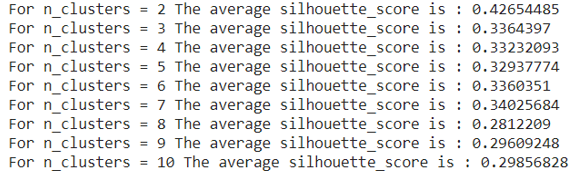 For n_clusters = 2 The average silhouette_score is : 0.42654485
For n_clusters = 3 The average silhouette_score is : 0.3364397
For n_clusters = 4 The average silhouette_score is : 0.33232093
For n_clusters = 5 The average silhouette_score is : 0.32937774
For n_clusters = 6 The average silhouette_score is : 0.3360351
For n_clusters = 7 The average silhouette_score is : 0.34025684
For n_clusters = 8 The average silhouette_score is : 0.2812209
For n_clusters = 9 The average silhouette_score is : 0.29609248
For n_clusters = 10 The average silhouette_score is : 0.29856828